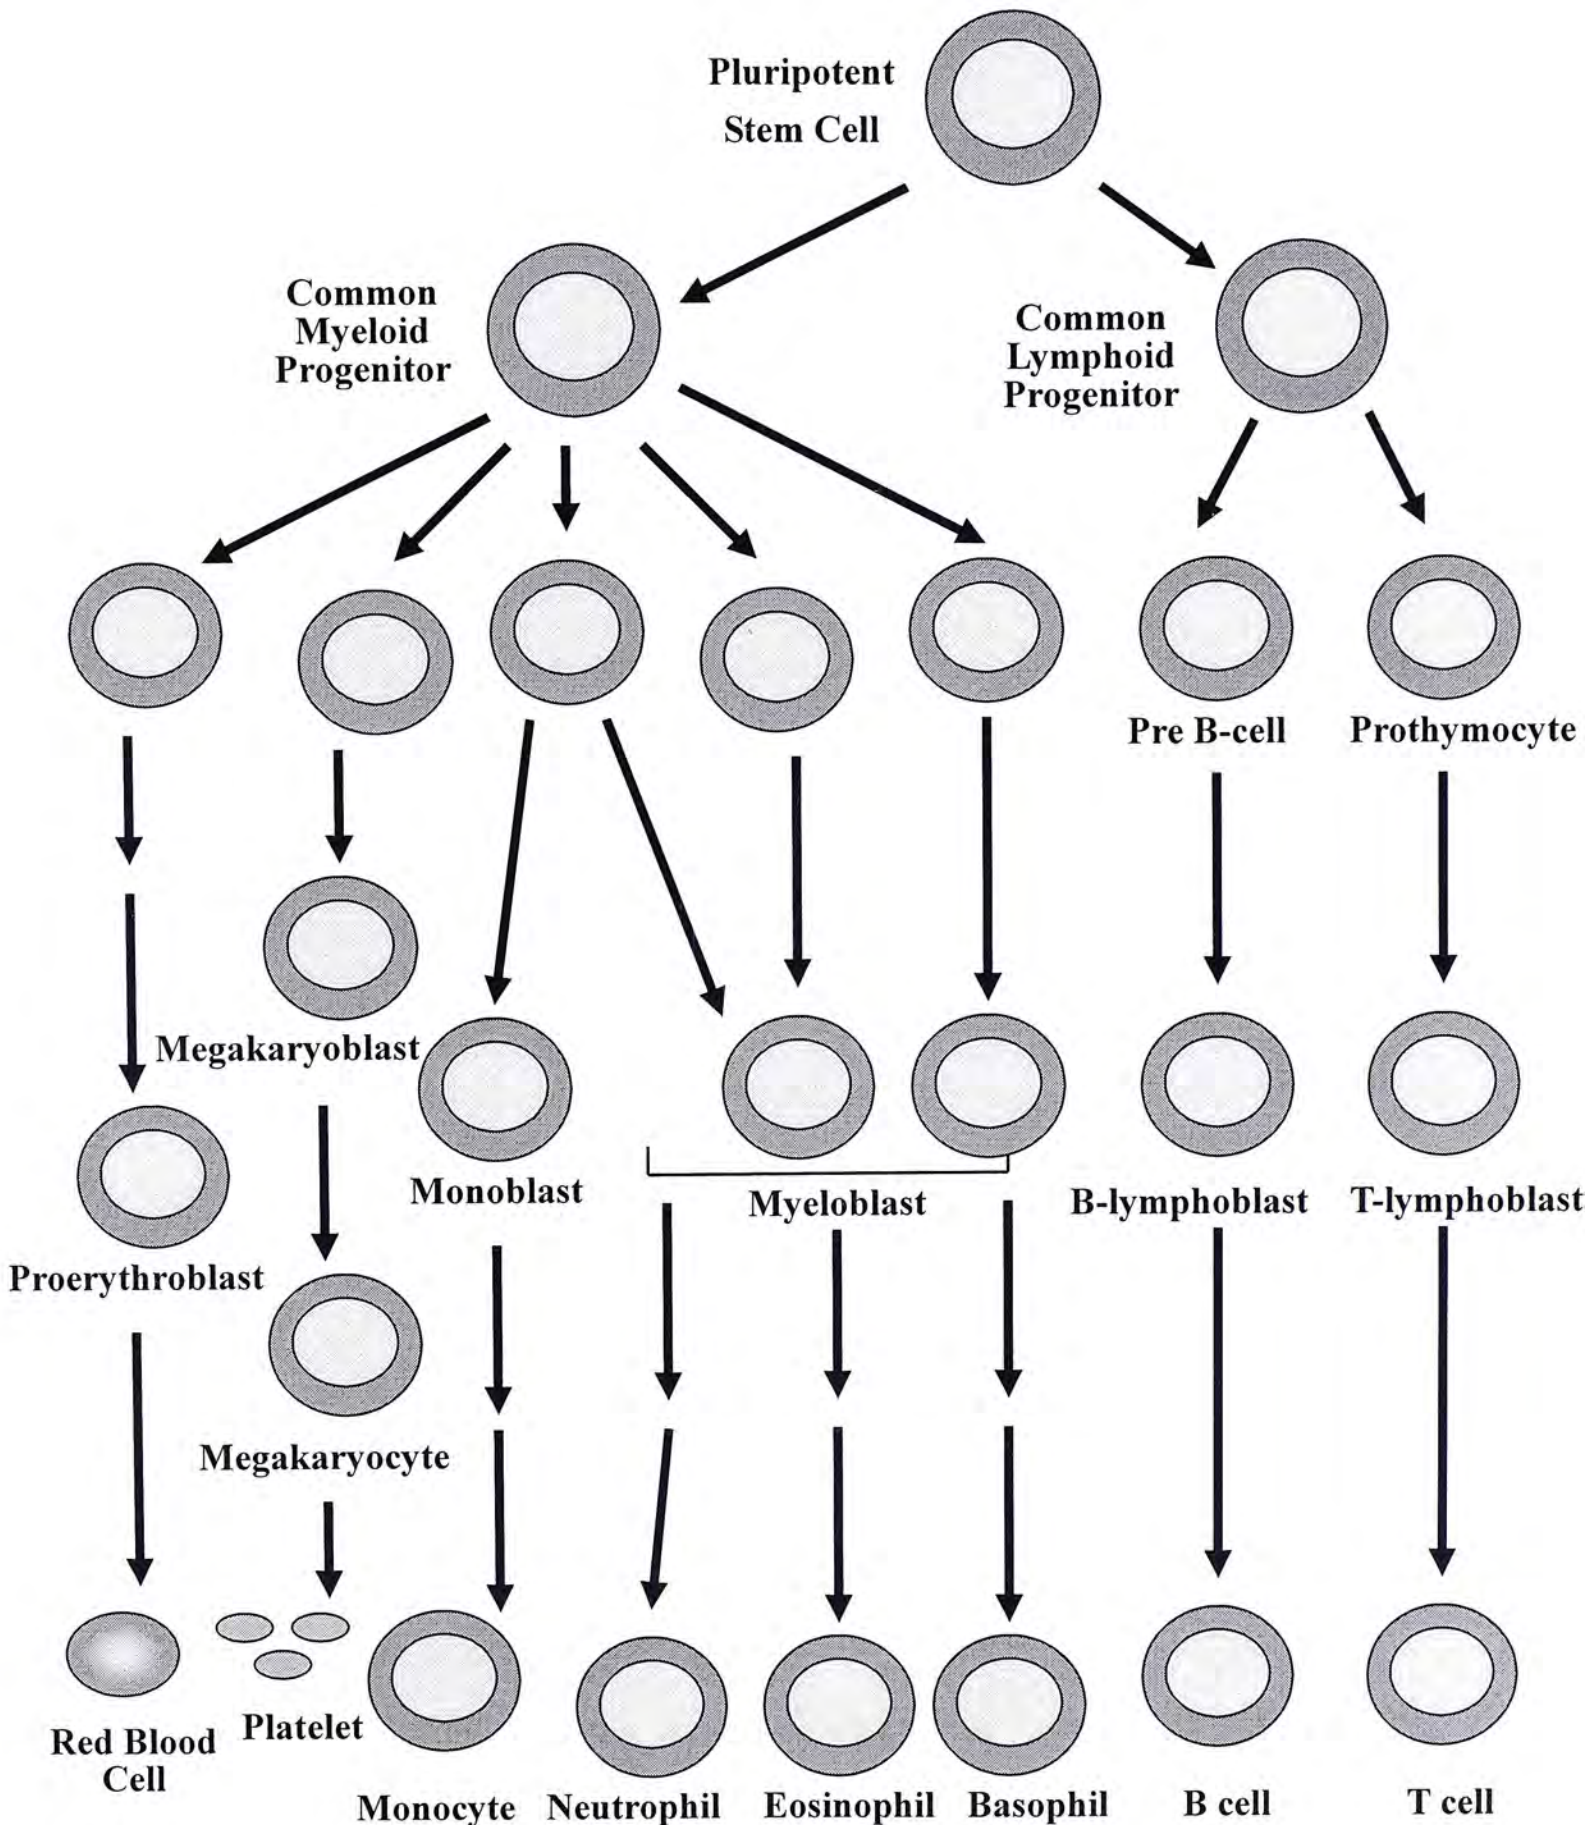 Pluripotent
Stem Cell
Common
Myeloid
Progenitor
Common
Lymphoid
Progenitor
Pre B-cell
Prothymocyte
Megakaryoblast
Monoblast
Myeloblast
B-lymphoblast
T-lymphoblast
Proerythroblast
Megakaryocyte
Red Blood
Cell
Platelet
Monocyte
Neutrophil
Eosinophil
Basophil
B cell
T cell